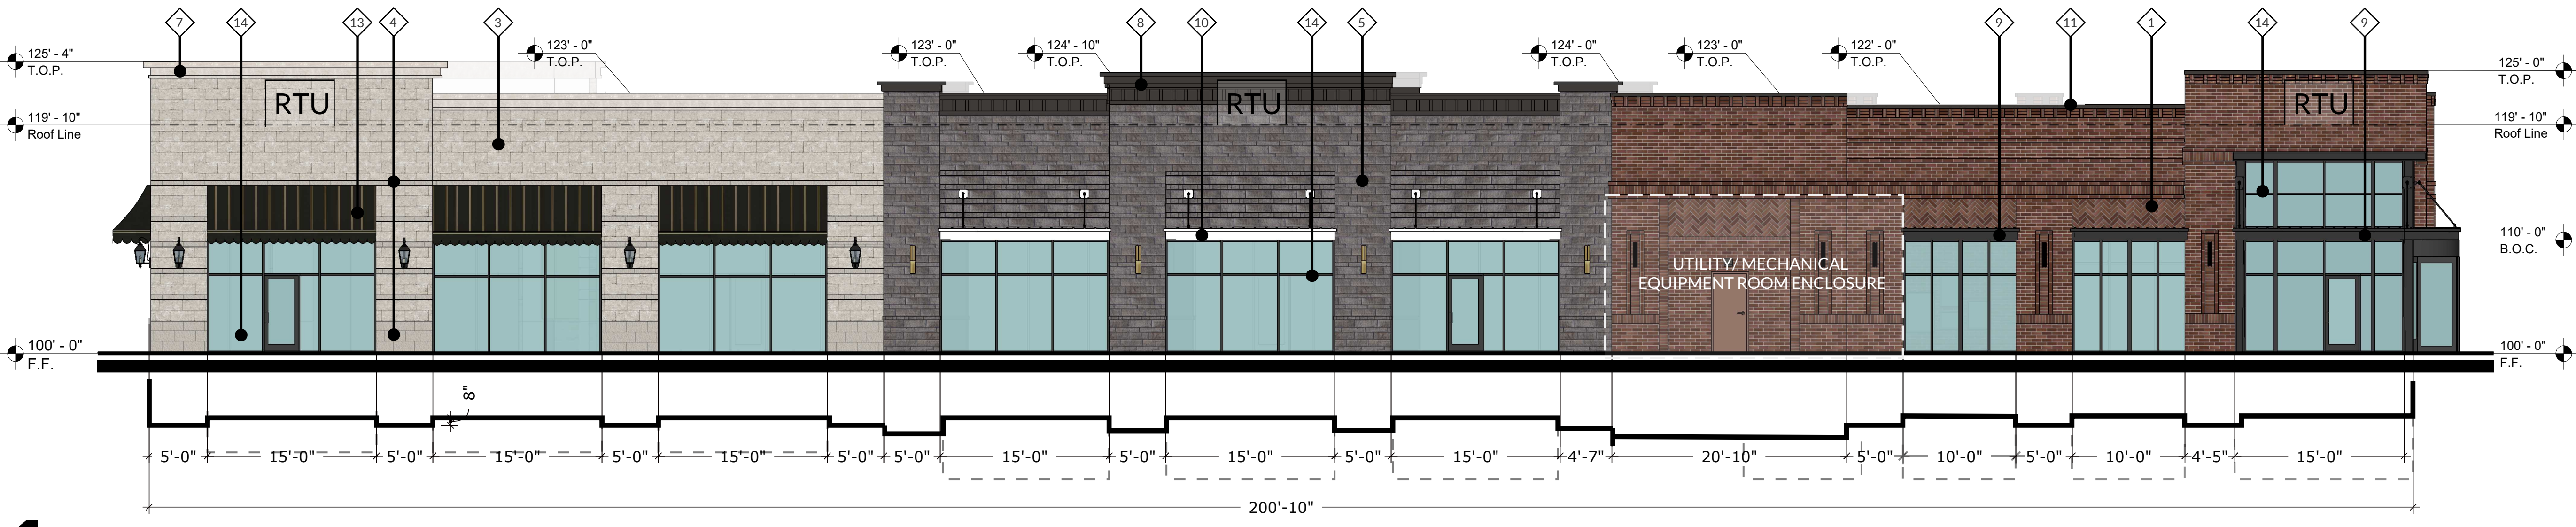 7 14 13 4 3 8 10 14 5 9 11 1 14 9
125' - 4"
T.O.P.
123' - 0"
T.O.P.
123' - 0"
T.O.P.
124' - 10"
T.O.P.
124' - 0"
T.O.P.
123' - 0"
T.O.P.
122' - 0"
T.O.P.
125' - 0"
T.O.P.
RTU RTU RTU
119' - 10"
Roof Line
119' - 10"
Roof Line
110' - 0"
B.O.C.
UTILITY/ MECHANICAL
EQUIPMENT ROOM ENCLOSURE
100' - 0"
F.F.
100' - 0"
F.F.
8"
5'-0" 15'-0" 5'-0" 15'-0" 5'-0" 15'-0" 5'-0" 5'-0" 15'-0" 5'-0" 15'-0" 5'-0" 15'-0" 4'-7" 20'-10" 5'-0" 10'-0" 5'-0" 10'-0" 4'-5" 15'-0"
200'-10"